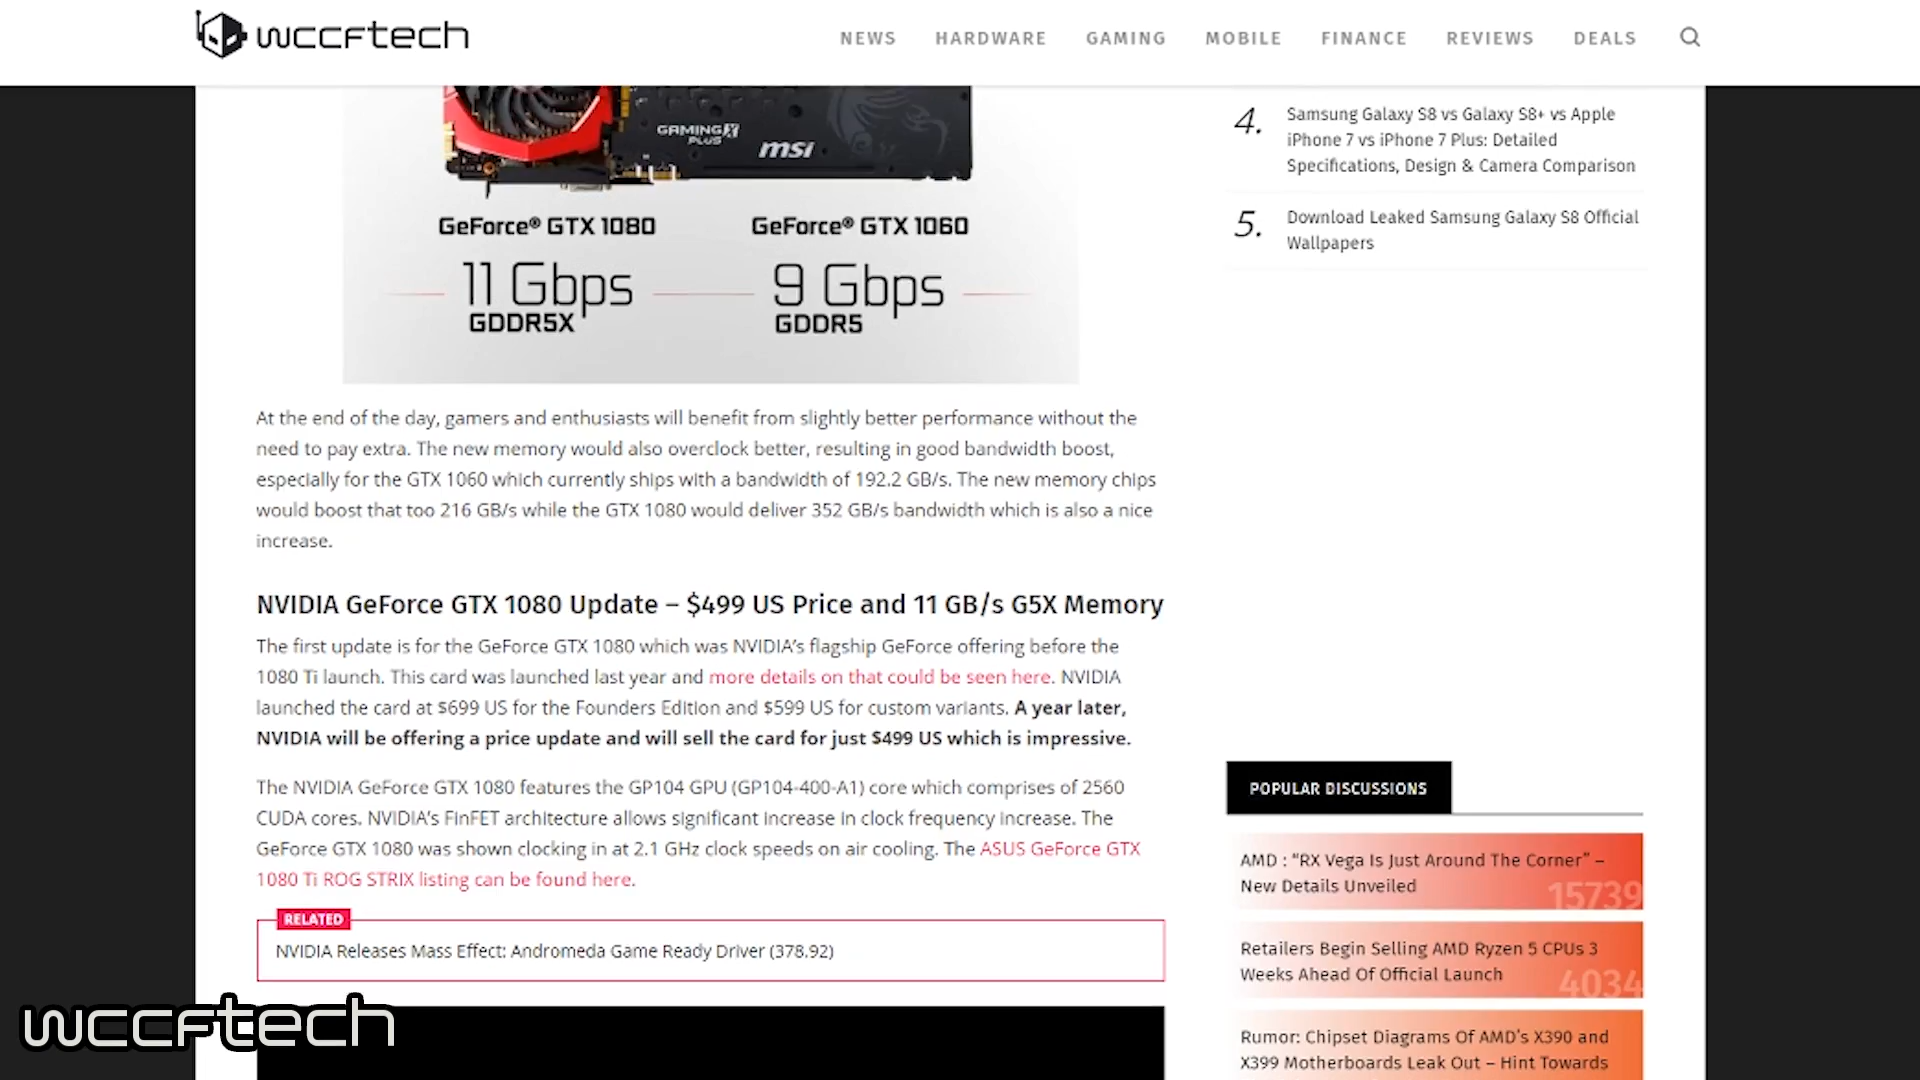 wccftech
NEWS HARDWARE GAMING MOBILE FINANCE REVIEWS DEALS
GAMING X
PLUS
msi
GeForce® GTX 1080 GeForce® GTX 1060
11 Gbps 9 Gbps
GDDR5X GDDR5
At the end of the day, gamers and enthusiasts will benefit from slightly better performance without the
need to pay extra. The new memory would also overclock better, resulting in good bandwidth boost,
especially for the GTX 1060 which currently ships with a bandwidth of 192.2 GB/s. The new memory chips
would boost that too 216 GB/s while the GTX 1080 would deliver 352 GB/s bandwidth which is also a nice
increase.
NVIDIA GeForce GTX 1080 Update – $499 US Price and 11 GB/s G5X Memory
The first update is for the GeForce GTX 1080 which was NVIDIA's flagship GeForce offering before the
1080 Ti launch. This card was launched last year and more details on that could be seen here. NVIDIA
launched the card at $699 US for the Founders Edition and $599 US for custom variants. A year later,
NVIDIA will be offering a price update and will sell the card for just $499 US which is impressive.
The NVIDIA GeForce GTX 1080 features the GP104 GPU (GP104-400-A1) core which comprises of 2560
CUDA cores. NVIDIA's FinFET architecture allows significant increase in clock frequency increase. The
GeForce GTX 1080 was shown clocking in at 2.1 GHz clock speeds on air cooling. The ASUS GeForce GTX
1080 Ti ROG STRIX listing can be found here.
RELATED
NVIDIA Releases Mass Effect: Andromeda Game Ready Driver (378.92)
4. Samsung Galaxy S8 vs Galaxy S8+ vs Apple
iPhone 7 vs iPhone 7 Plus: Detailed
Specifications, Design & Camera Comparison
5. Download Leaked Samsung Galaxy S8 Official
Wallpapers
POPULAR DISCUSSIONS
AMD : “RX Vega Is Just Around The Corner” –
New Details Unveiled
15739
Retailers Begin Selling AMD Ryzen 5 CPUs 3
Weeks Ahead Of Official Launch
4034
Rumor: Chipset Diagrams Of AMD's X390 and
X399 Motherboards Leak Out – Hint Towards
wccftech